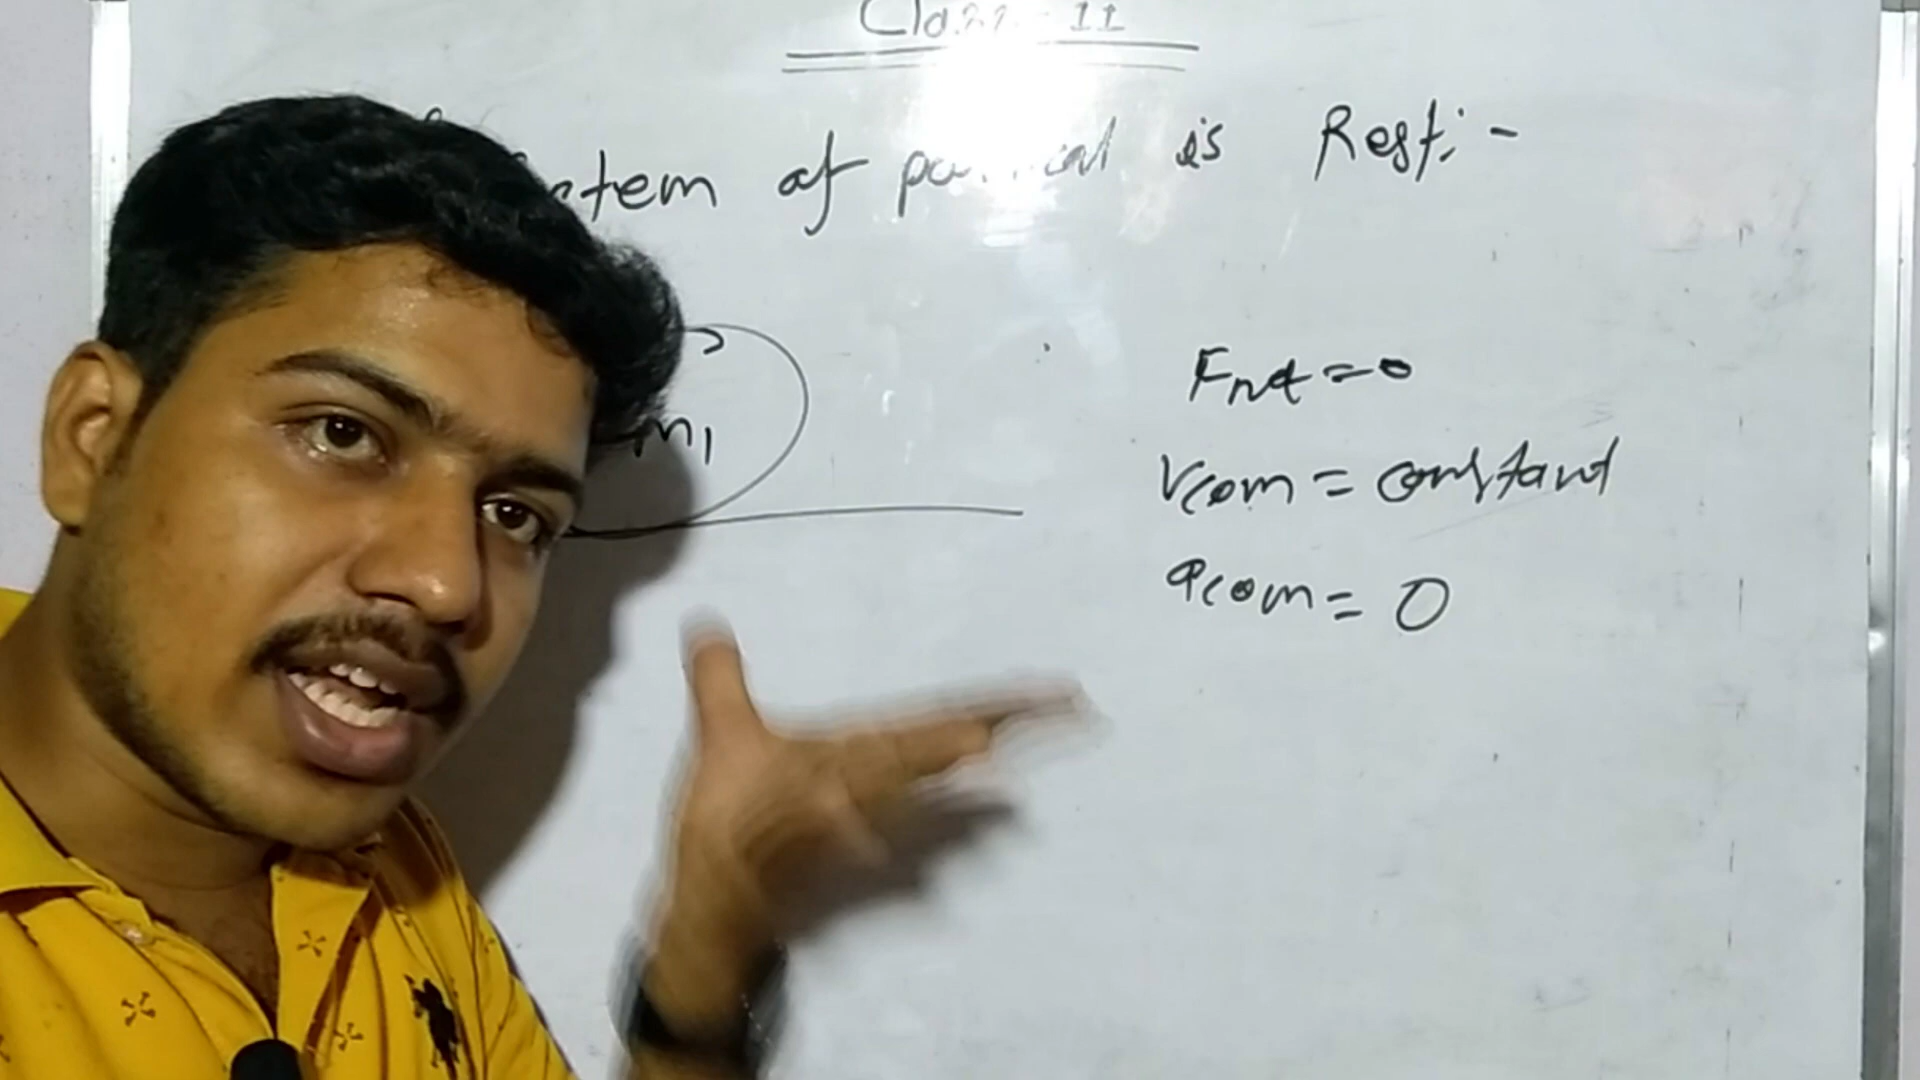 Class - 11
of is Rest:-
m1
Fnet = 0
Vcom = constant
acom = 0